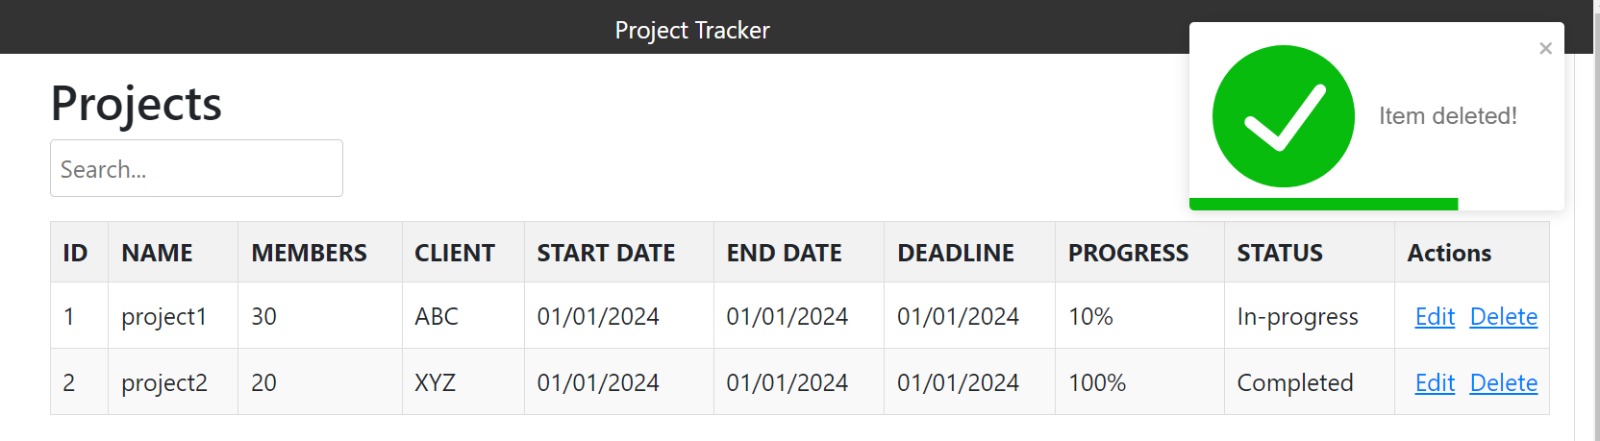 Project Tracker
×
Item deleted!
Projects
Search...
ID NAME MEMBERS CLIENT START DATE END DATE DEADLINE PROGRESS STATUS Actions
1 project1 30 ABC 01/01/2024 01/01/2024 01/01/2024 10% In-progress Edit Delete
2 project2 20 XYZ 01/01/2024 01/01/2024 01/01/2024 100% Completed Edit Delete